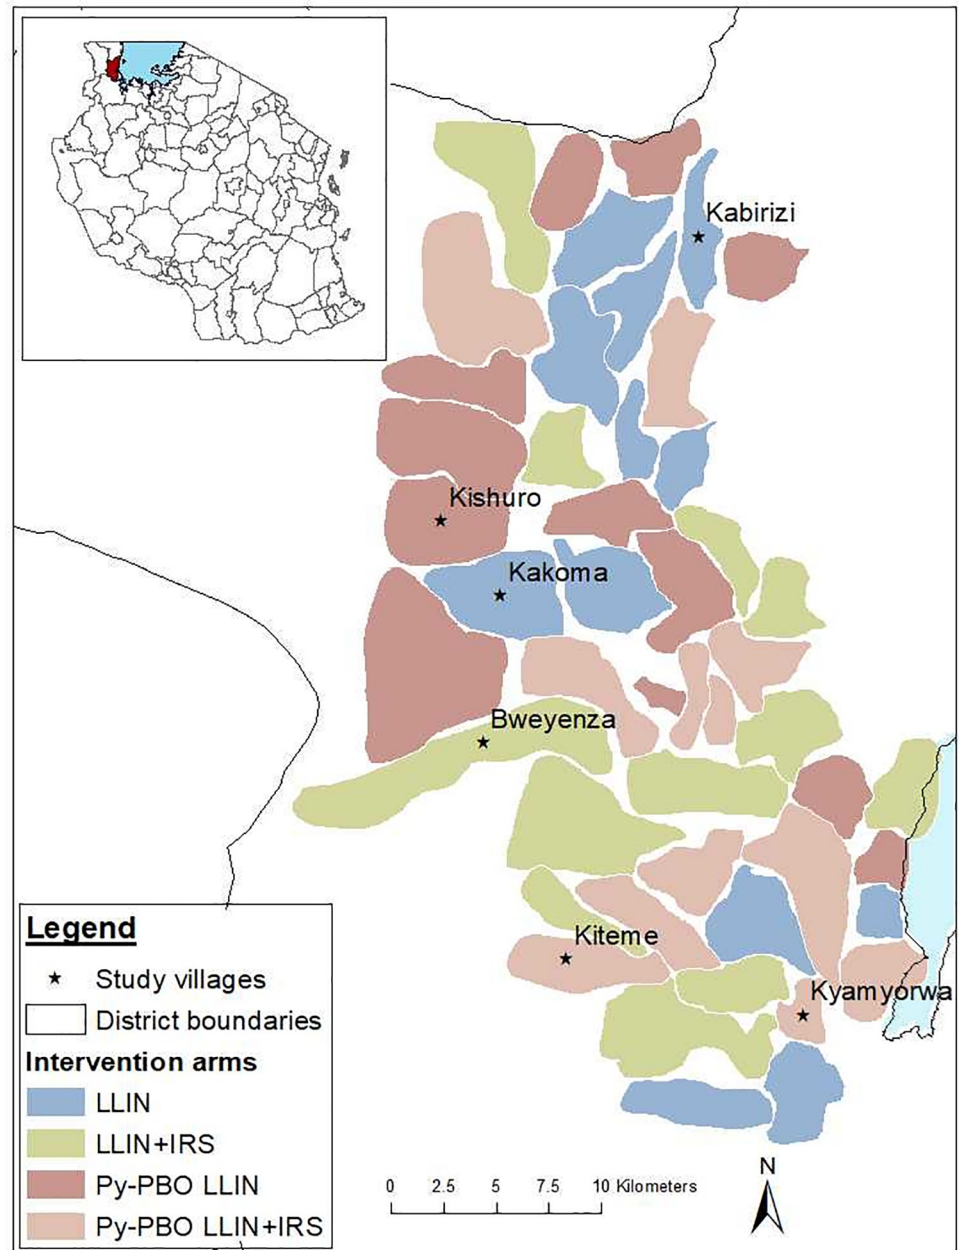 Kabirizi
Kishuro
Kakoma
Bweyenza
Kiteme
Kyamyorwa
Legend
Study villages
District boundaries
Intervention arms
LLIN
LLIN+IRS
Py-PBO LLIN
Py-PBO LLIN+IRS
0 2.5 5 7.5 10 Kilometers
N